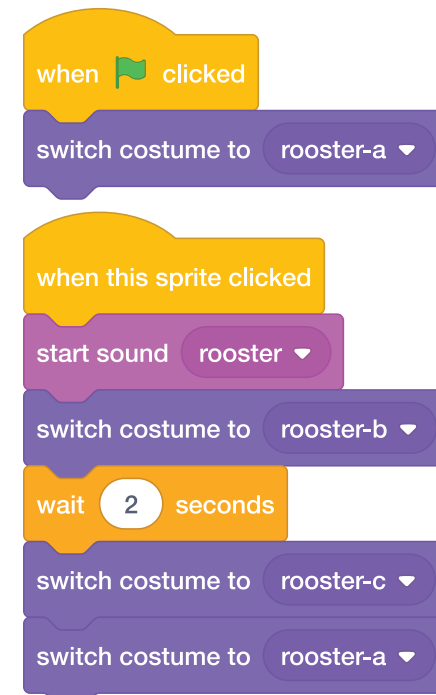 when clicked
switch costume to rooster-a
when this sprite clicked
start sound rooster
switch costume to rooster-b
wait 2 seconds
switch costume to rooster-c
switch costume to rooster-a